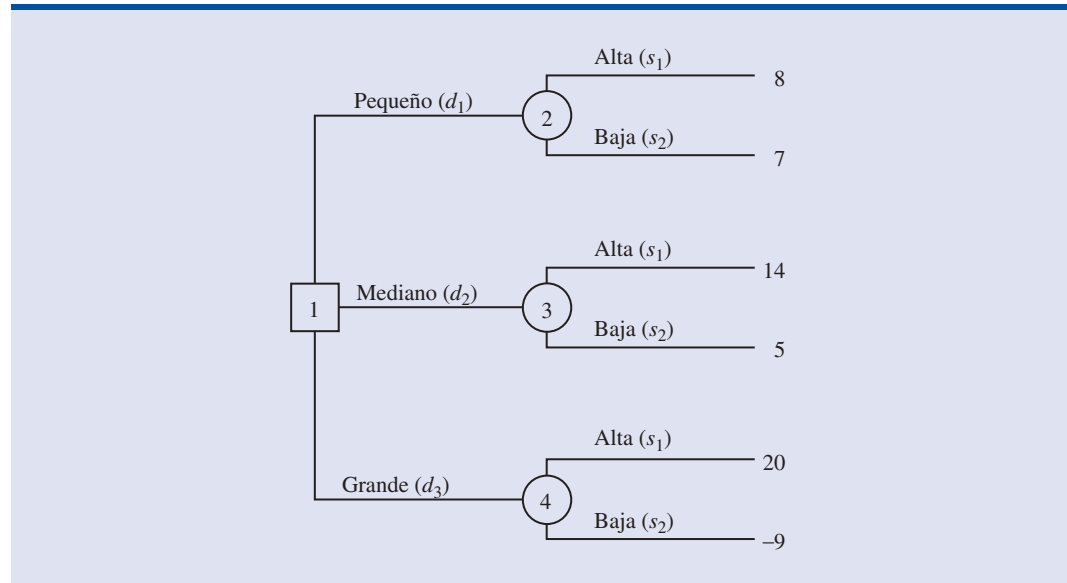 Alta (s₁)
8
Pequeño (d₁)
2
Baja (s₂)
7
Alta (s₁)
14
Mediano (d₂)
1
3
Baja (s₂)
5
Alta (s₁)
20
Grande (d₃)
4
Baja (s₂)
–9